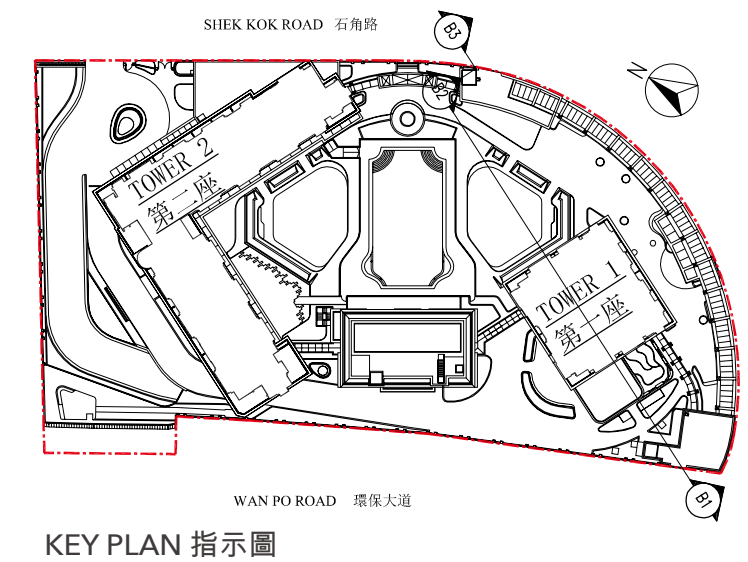 SHEK KOK ROAD 石角路
B3
N
B2
TOWER 2
第二座
TOWER 1
第一座
B1
WAN PO ROAD 環保大道
KEY PLAN 指示圖